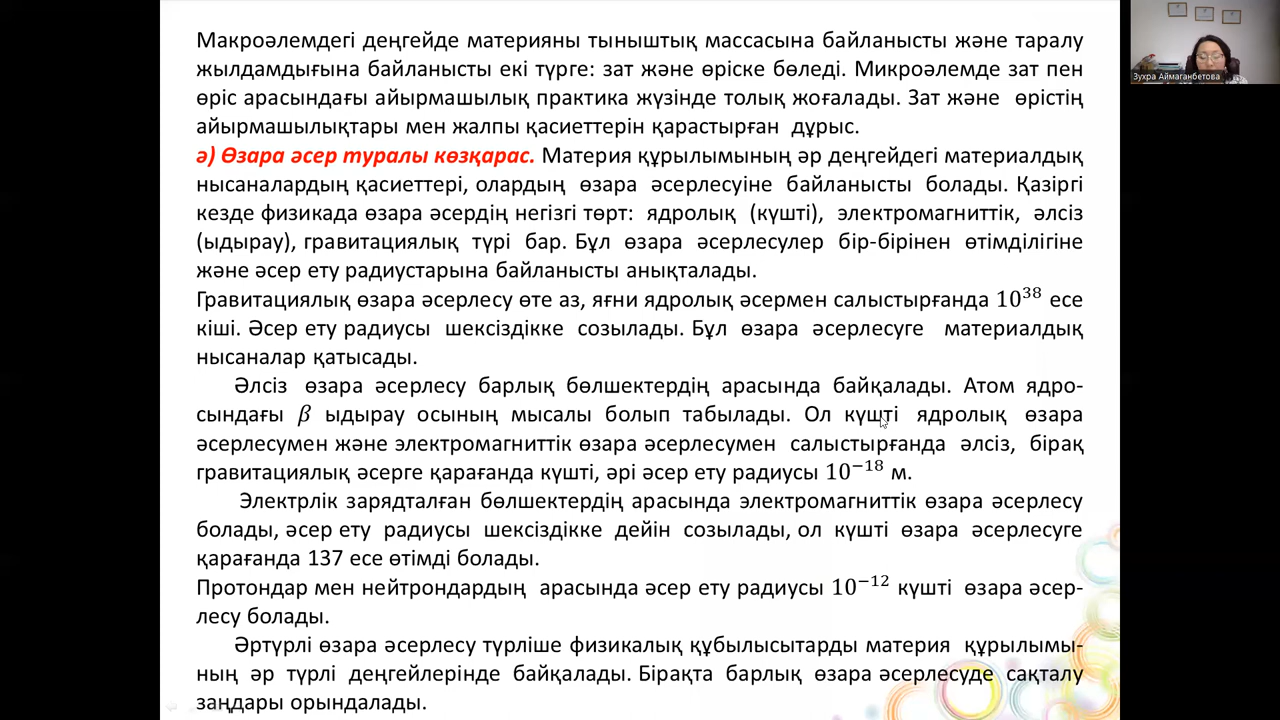 Макроәлемдегі деңгейде материяны тыныштық массасына байланысты және таралу
жылдамдығына байланысты екі түрге: зат және өріске бөледі. Микроәлемде зат пен
өріс арасындағы айырмашылық практика жүзінде толық жоғалады. Зат және өрістің
айырмашылықтары мен жалпы қасиеттерін қарастырған дұрыс.
ә) Өзара әсер туралы көзқарас. Материя құрылымының әр деңгейдегі материалдық
нысаналардың қасиеттері, олардың өзара әсерлесуіне байланысты болады. Қазіргі
кезде физикада өзара әсердің негізгі төрт: ядролық (күшті), электромагниттік, әлсіз
(ыдырау), гравитациялық түрі бар. Бұл өзара әсерлесулер бір-бірінен өтімділігіне
және әсер ету радиустарына байланысты анықталады.
Гравитациялық өзара әсерлесу өте аз, яғни ядролық әсермен салыстырғанда 10³⁸ есе
кіші. Әсер ету радиусы шексіздікке созылады. Бұл өзара әсерлесуге материалдық
нысаналар қатысады.
Әлсіз өзара әсерлесу барлық бөлшектердің арасында байқалады. Атом ядро-
сындағы β ыдырау осының мысалы болып табылады. Ол күшті ядролық өзара
әсерлесумен және электромагниттік өзара әсерлесумен салыстырғанда әлсіз, бірақ
гравитациялық әсерге қарағанда күшті, әрі әсер ету радиусы 10⁻¹⁸ м.
Электрлік зарядталған бөлшектердің арасында электромагниттік өзара әсерлесу
болады, әсер ету радиусы шексіздікке дейін созылады, ол күшті өзара әсерлесуге
қарағанда 137 есе өтімді болады.
Протондар мен нейтрондардың арасында әсер ету радиусы 10⁻¹² күшті өзара әсер-
лесу болады.
Әртүрлі өзара әсерлесу түрліше физикалық құбылысытарды материя құрылымы-
ның әр түрлі деңгейлерінде байқалады. Бірақта барлық өзара әсерлесуде сақталу
заңдары орындалады.
Зухра Аймаганбетова